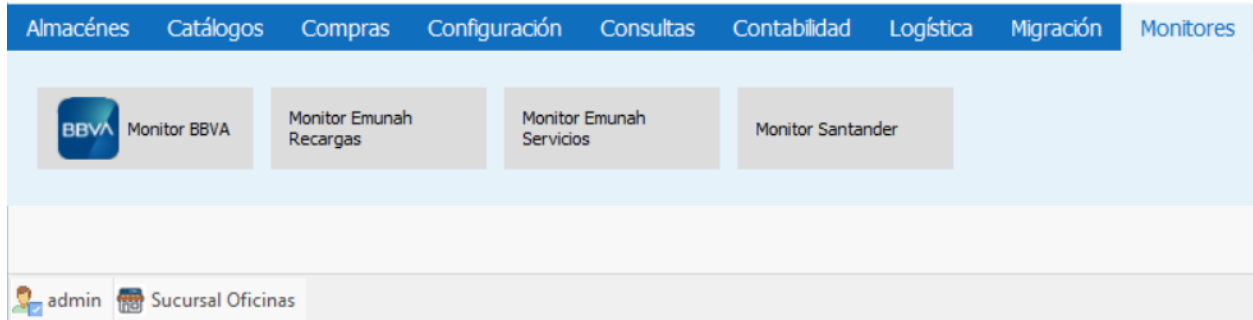 Almacénes Catálogos Compras Configuración Consultas Contabilidad Logística Migración Monitores
BBVA Monitor BBVA
Monitor Emunah
Recargas
Monitor Emunah
Servicios
Monitor Santander
admin Sucursal Oficinas